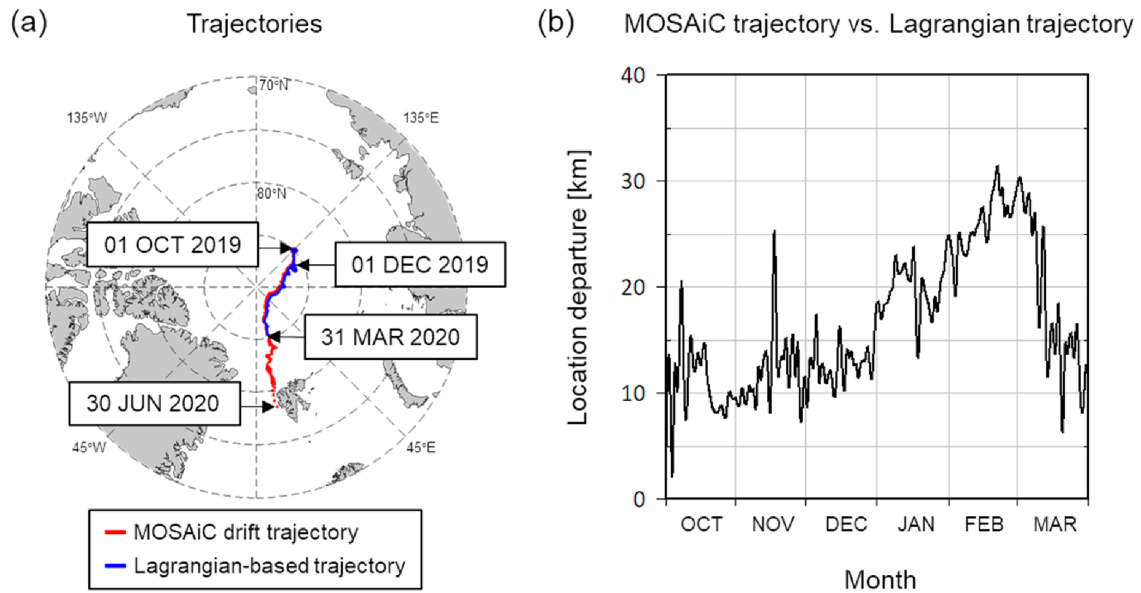 (a) Trajectories
70°N
135°W
135°E
80°N
01 OCT 2019
01 DEC 2019
31 MAR 2020
30 JUN 2020
45°W
45°E
MOSAiC drift trajectory
Lagrangian-based trajectory
(b) MOSAiC trajectory vs. Lagrangian trajectory
Location departure [km]
40
30
20
10
0
OCT NOV DEC JAN FEB MAR
Month